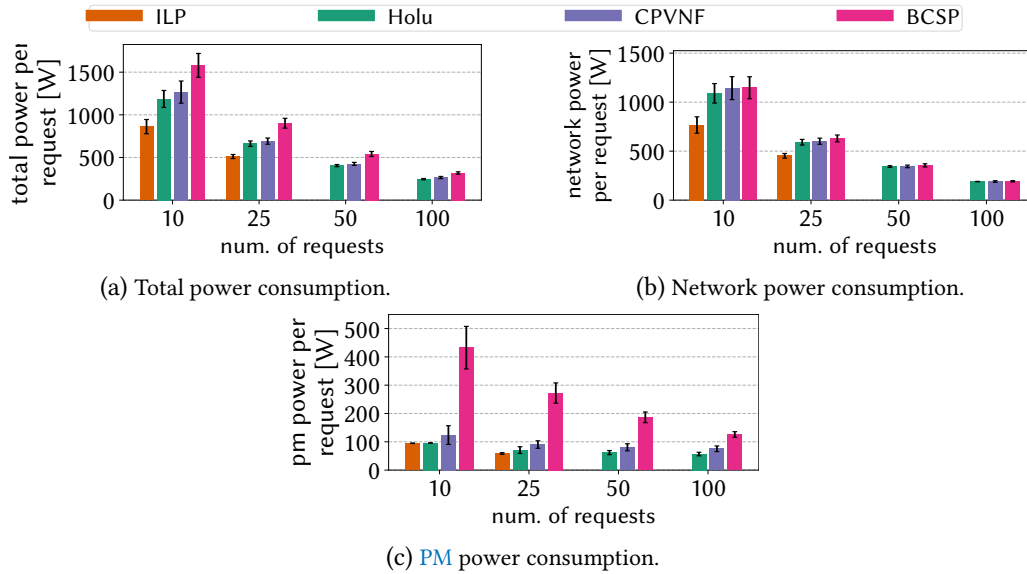 ILP Holu CPVNF BCSP
total power per
request [W]
1500
1000
500
0
10 25 50 100
num. of requests
(a) Total power consumption.
network power
per request [W]
1500
1000
500
0
10 25 50 100
num. of requests
(b) Network power consumption.
pm power per
request [W]
500
400
300
200
100
0
10 25 50 100
num. of requests
(c) PM power consumption.